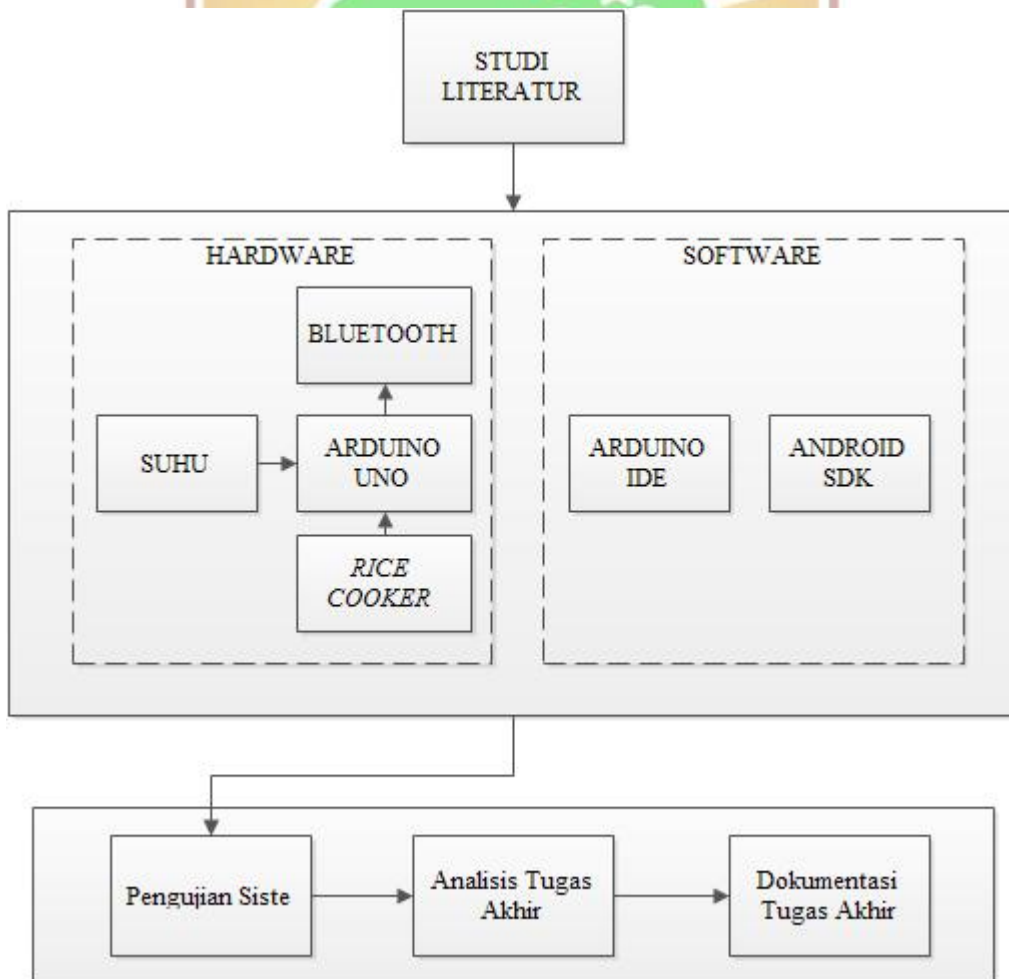 STUDI
LITERATUR
HARDWARE
BLUETOOTH
SUHU
ARDUINO
UNO
RICE
COOKER
SOFTWARE
ARDUINO
IDE
ANDROID
SDK
Pengujian Siste
Analisis Tugas
Akhir
Dokumentasi
Tugas Akhir